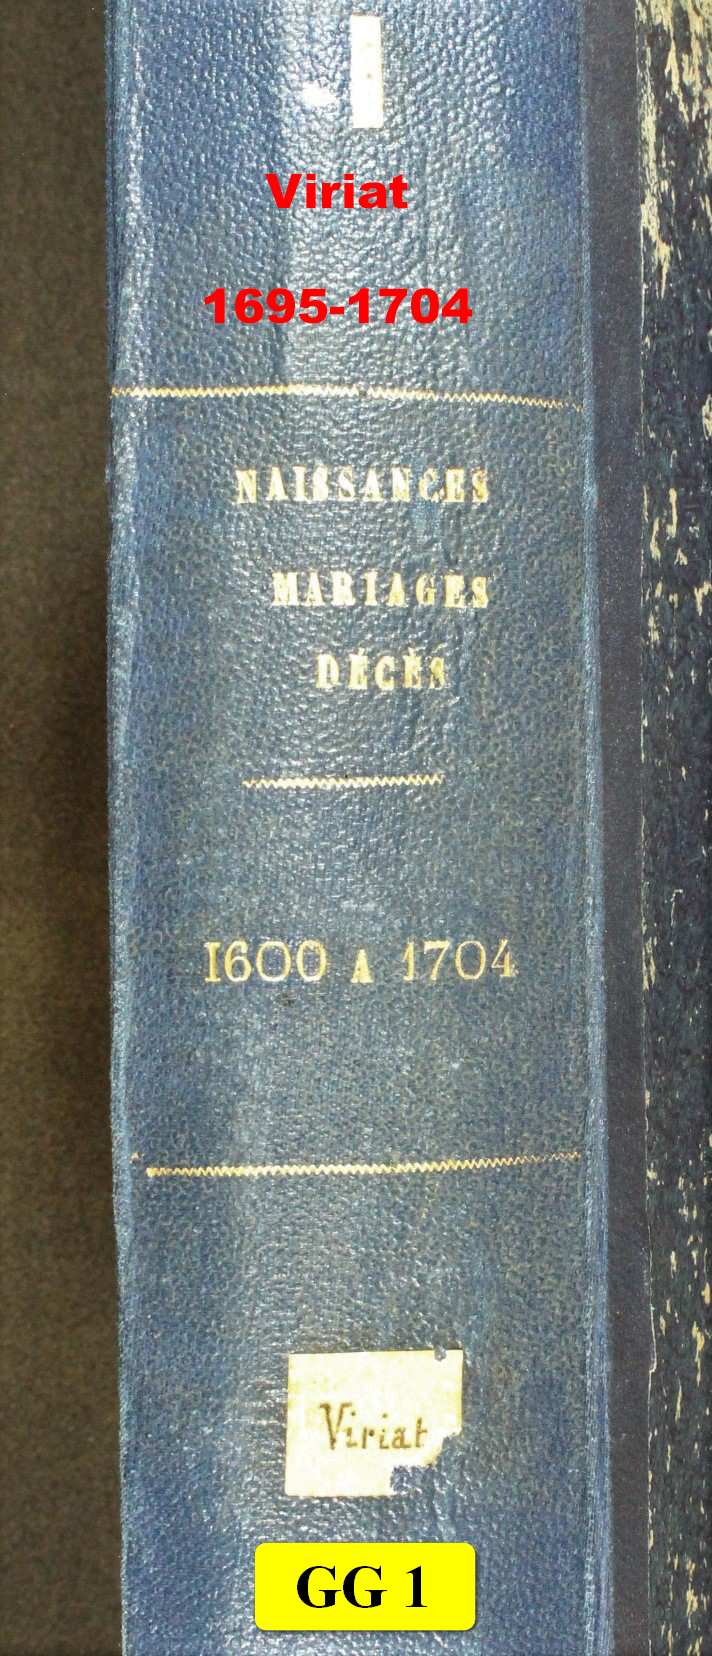 Viriat
1695-1704
NAISSANCES
MARIAGES
DÉCÈS
1600 A 1704
Viriat
GG 1